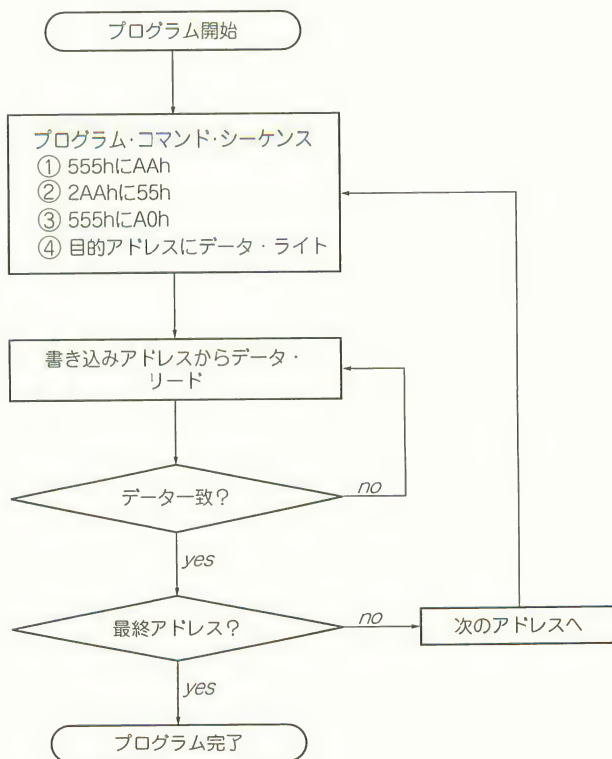 プログラム開始
プログラム・コマンド・シーケンス
① 555hにAAh
② 2AAhに55h
③ 555hにA0h
④ 目的アドレスにデータ・ライト
書き込みアドレスからデータ・
リード
データ一致?
no
yes
最終アドレス?
no
次のアドレスへ
yes
プログラム完了